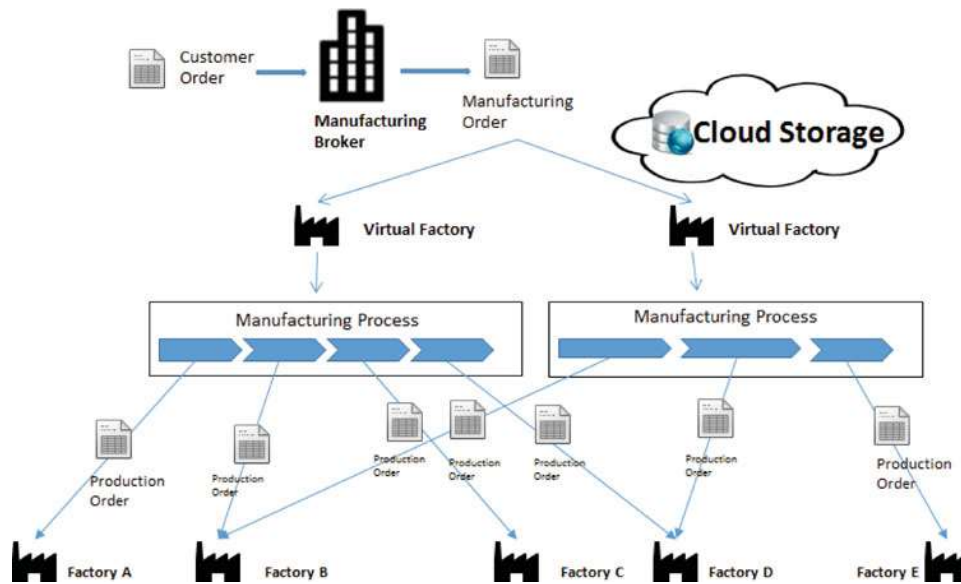 Customer
Order
Manufacturing
Broker
Manufacturing
Order
Cloud Storage
Virtual Factory
Virtual Factory
Manufacturing Process
Manufacturing Process
Production
Order
Production
Order
Production
Order
Production
Order
Production
Order
Production
Order
Production
Order
Factory A
Factory B
Factory C
Factory D
Factory E